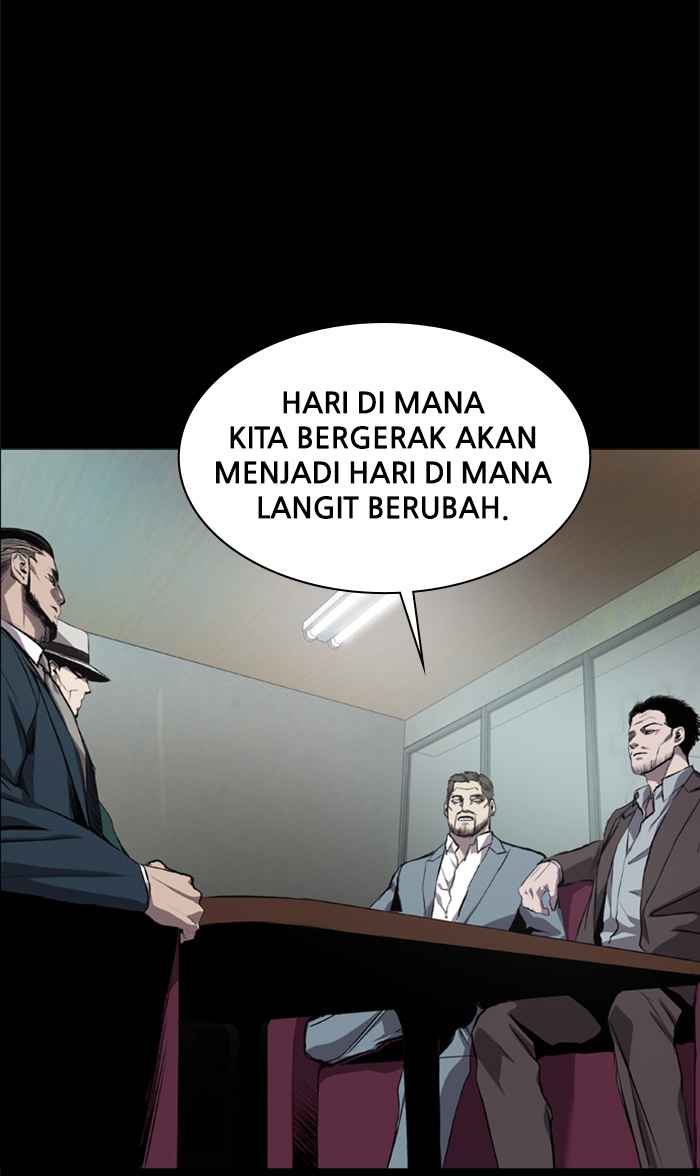 HARI DI MANA
KITA BERGERAK AKAN
MENJADI HARI DI MANA
LANGIT BERUBAH.